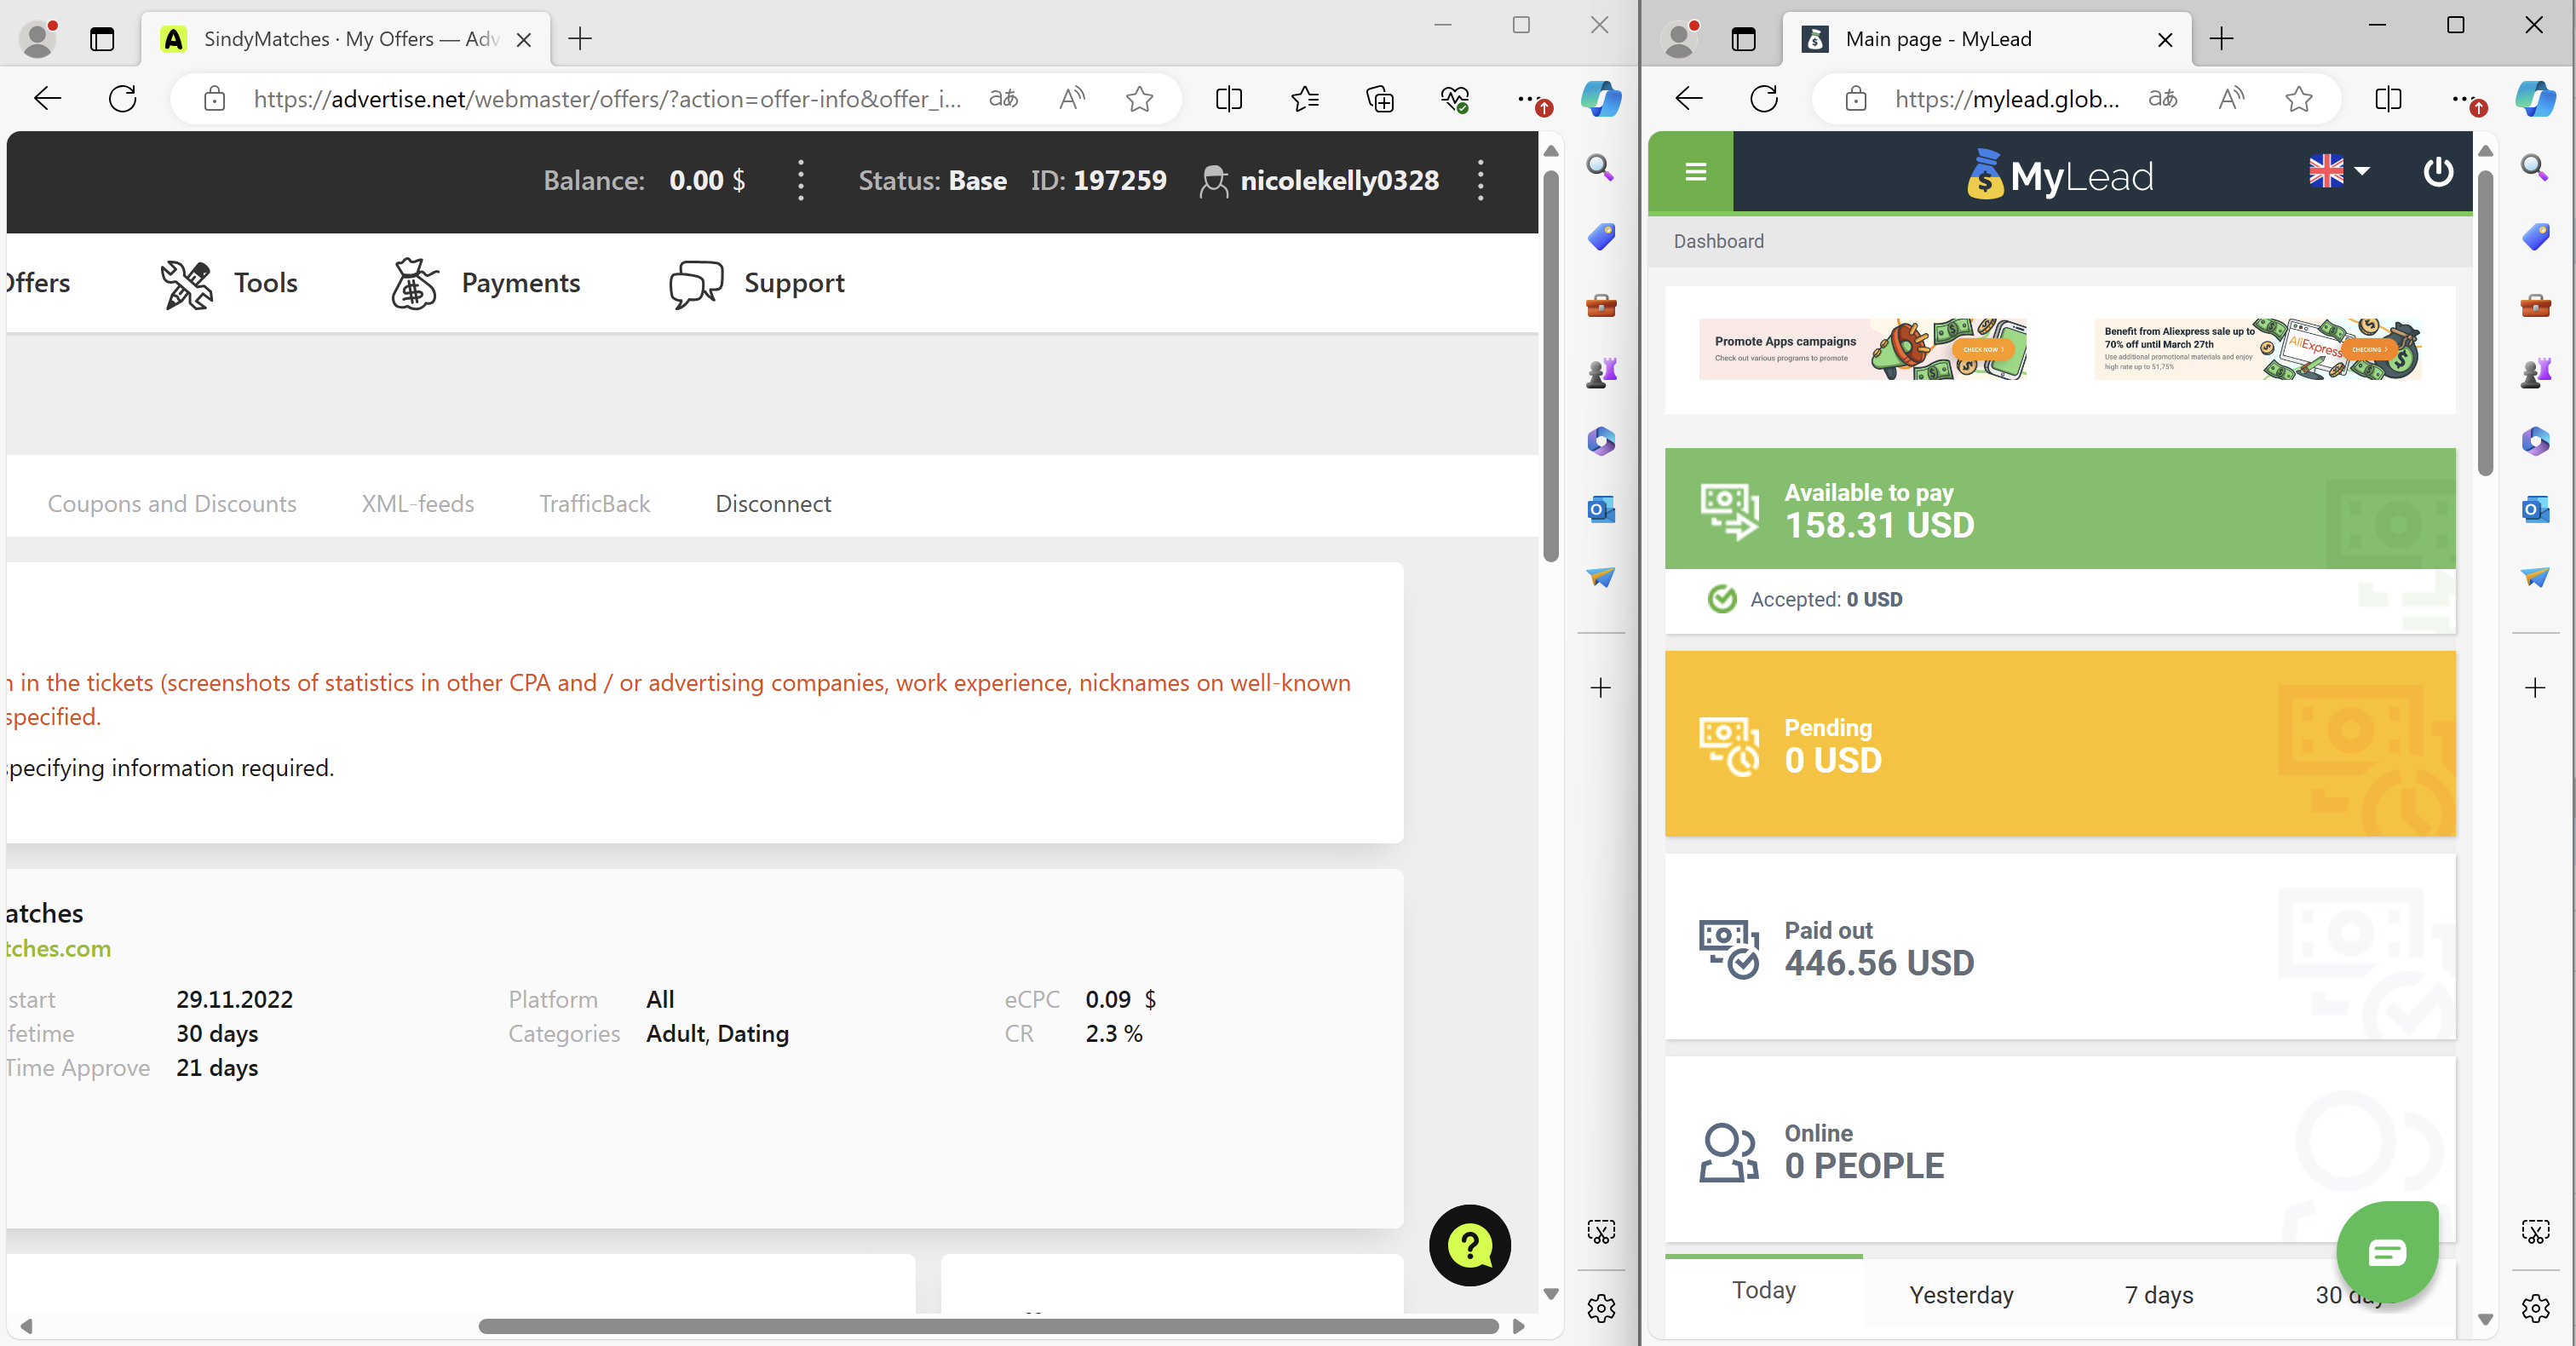 SindyMatches · My Offers — Adv
https://advertise.net/webmaster/offers/?action=offer-info&offer_i...
Balance: 0.00 $
Status: Base ID: 197259 nicolekelly0328
Offers
Tools
Payments
Support
Coupons and Discounts
XML-feeds
TrafficBack
Disconnect
in the tickets (screenshots of statistics in other CPA and / or advertising companies, work experience, nicknames on well-known
specified.
specifying information required.
atches
tches.com
start 29.11.2022
fetime 30 days
Time Approve 21 days
Platform All
Categories Adult, Dating
eCPC 0.09 $
CR 2.3 %
Main page - MyLead
https://mylead.glob...
MyLead
Dashboard
Promote Apps campaigns
Check out various programs to promote
CHECK NOW >
Benefit from Aliexpress sale up to
70% off until March 27th
Use additional promotional materials and enjoy
high rate up to 51,75%
AliExpress
CHECKING >
Available to pay
158.31 USD
Accepted: 0 USD
Pending
0 USD
Paid out
446.56 USD
Online
0 PEOPLE
Today
Yesterday
7 days
30 day